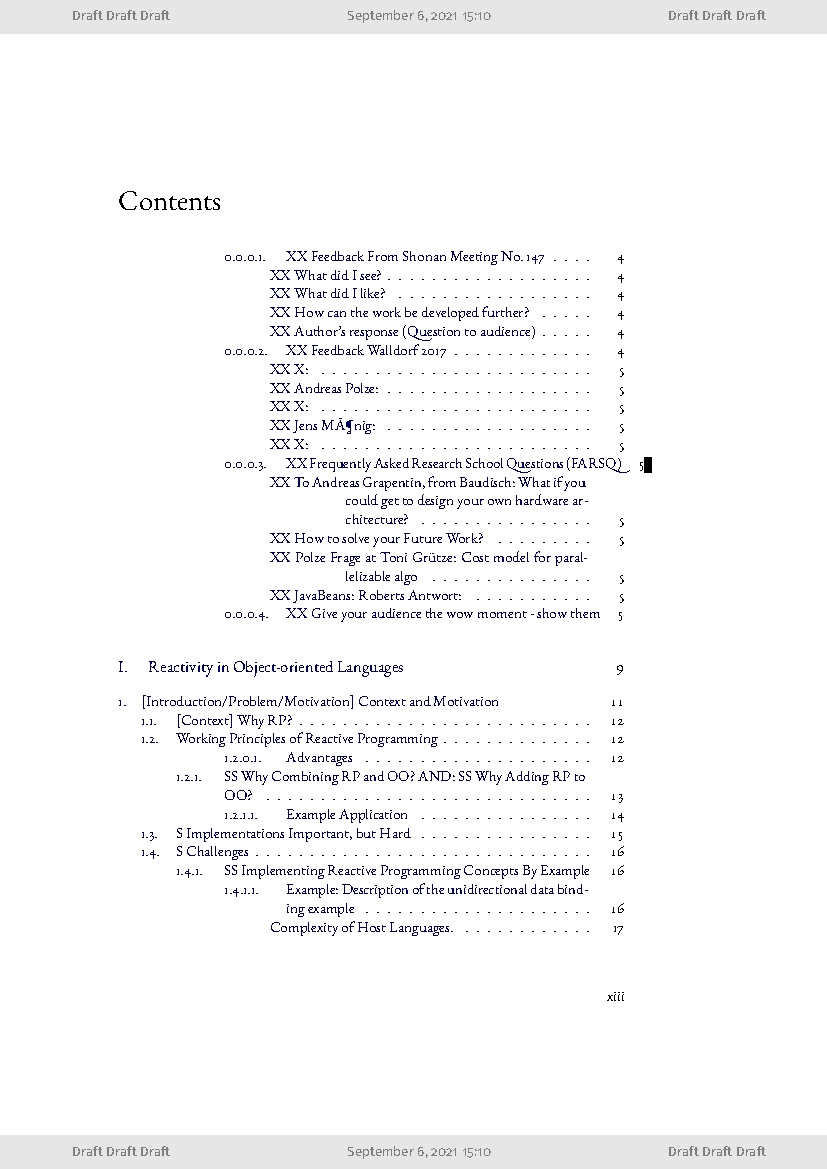 Draft Draft Draft September 6, 2021 15:10 Draft Draft Draft
Contents
0.0.0.1. XX Feedback From Shonan Meeting No. 147 . . . . 4
XX What did I see? . . . . . . . . . . . . . . . . . . . 4
XX What did I like? . . . . . . . . . . . . . . . . . . 4
XX How can the work be developed further? . . . . . 4
XX Author's response (Question to audience) . . . . . 4
0.0.0.2. XX Feedback Walldorf 2017 . . . . . . . . . . . . . 4
XX X: . . . . . . . . . . . . . . . . . . . . . . . . . 5
XX Andreas Polze: . . . . . . . . . . . . . . . . . . . 5
XX X: . . . . . . . . . . . . . . . . . . . . . . . . . 5
XX Jens MÃ¶nig: . . . . . . . . . . . . . . . . . . . 5
XX X: . . . . . . . . . . . . . . . . . . . . . . . . . 5
0.0.0.3. XX Frequently Asked Research School Questions (FARSQ) 5
XX To Andreas Grapentin, from Baudisch: What if you
could get to design your own hardware ar-
chitecture? . . . . . . . . . . . . . . . . 5
XX How to solve your Future Work? . . . . . . . . . 5
XX Polze Frage at Toni Grütze: Cost model for paral-
lelizable algo . . . . . . . . . . . . . . . 5
XX JavaBeans: Roberts Antwort: . . . . . . . . . . . 5
0.0.0.4. XX Give your audience the wow moment - show them 5
I. Reactivity in Object-oriented Languages 9
1. [Introduction/Problem/Motivation] Context and Motivation 11
1.1. [Context] Why RP? . . . . . . . . . . . . . . . . . . . . . . . . . . . 12
1.2. Working Principles of Reactive Programming . . . . . . . . . . . . . . 12
1.2.0.1. Advantages . . . . . . . . . . . . . . . . . . . . . . 12
1.2.1. SS Why Combining RP and OO? AND: SS Why Adding RP to
OO? . . . . . . . . . . . . . . . . . . . . . . . . . . . . . . 13
1.2.1.1. Example Application . . . . . . . . . . . . . . . . . 14
1.3. S Implementations Important, but Hard . . . . . . . . . . . . . . . . 15
1.4. S Challenges . . . . . . . . . . . . . . . . . . . . . . . . . . . . . . . 16
1.4.1. SS Implementing Reactive Programming Concepts By Example 16
1.4.1.1. Example: Description of the unidirectional data bind-
ing example . . . . . . . . . . . . . . . . . . . . . 16
Complexity of Host Languages. . . . . . . . . . . . . 17
xiii
Draft Draft Draft September 6, 2021 15:10 Draft Draft Draft